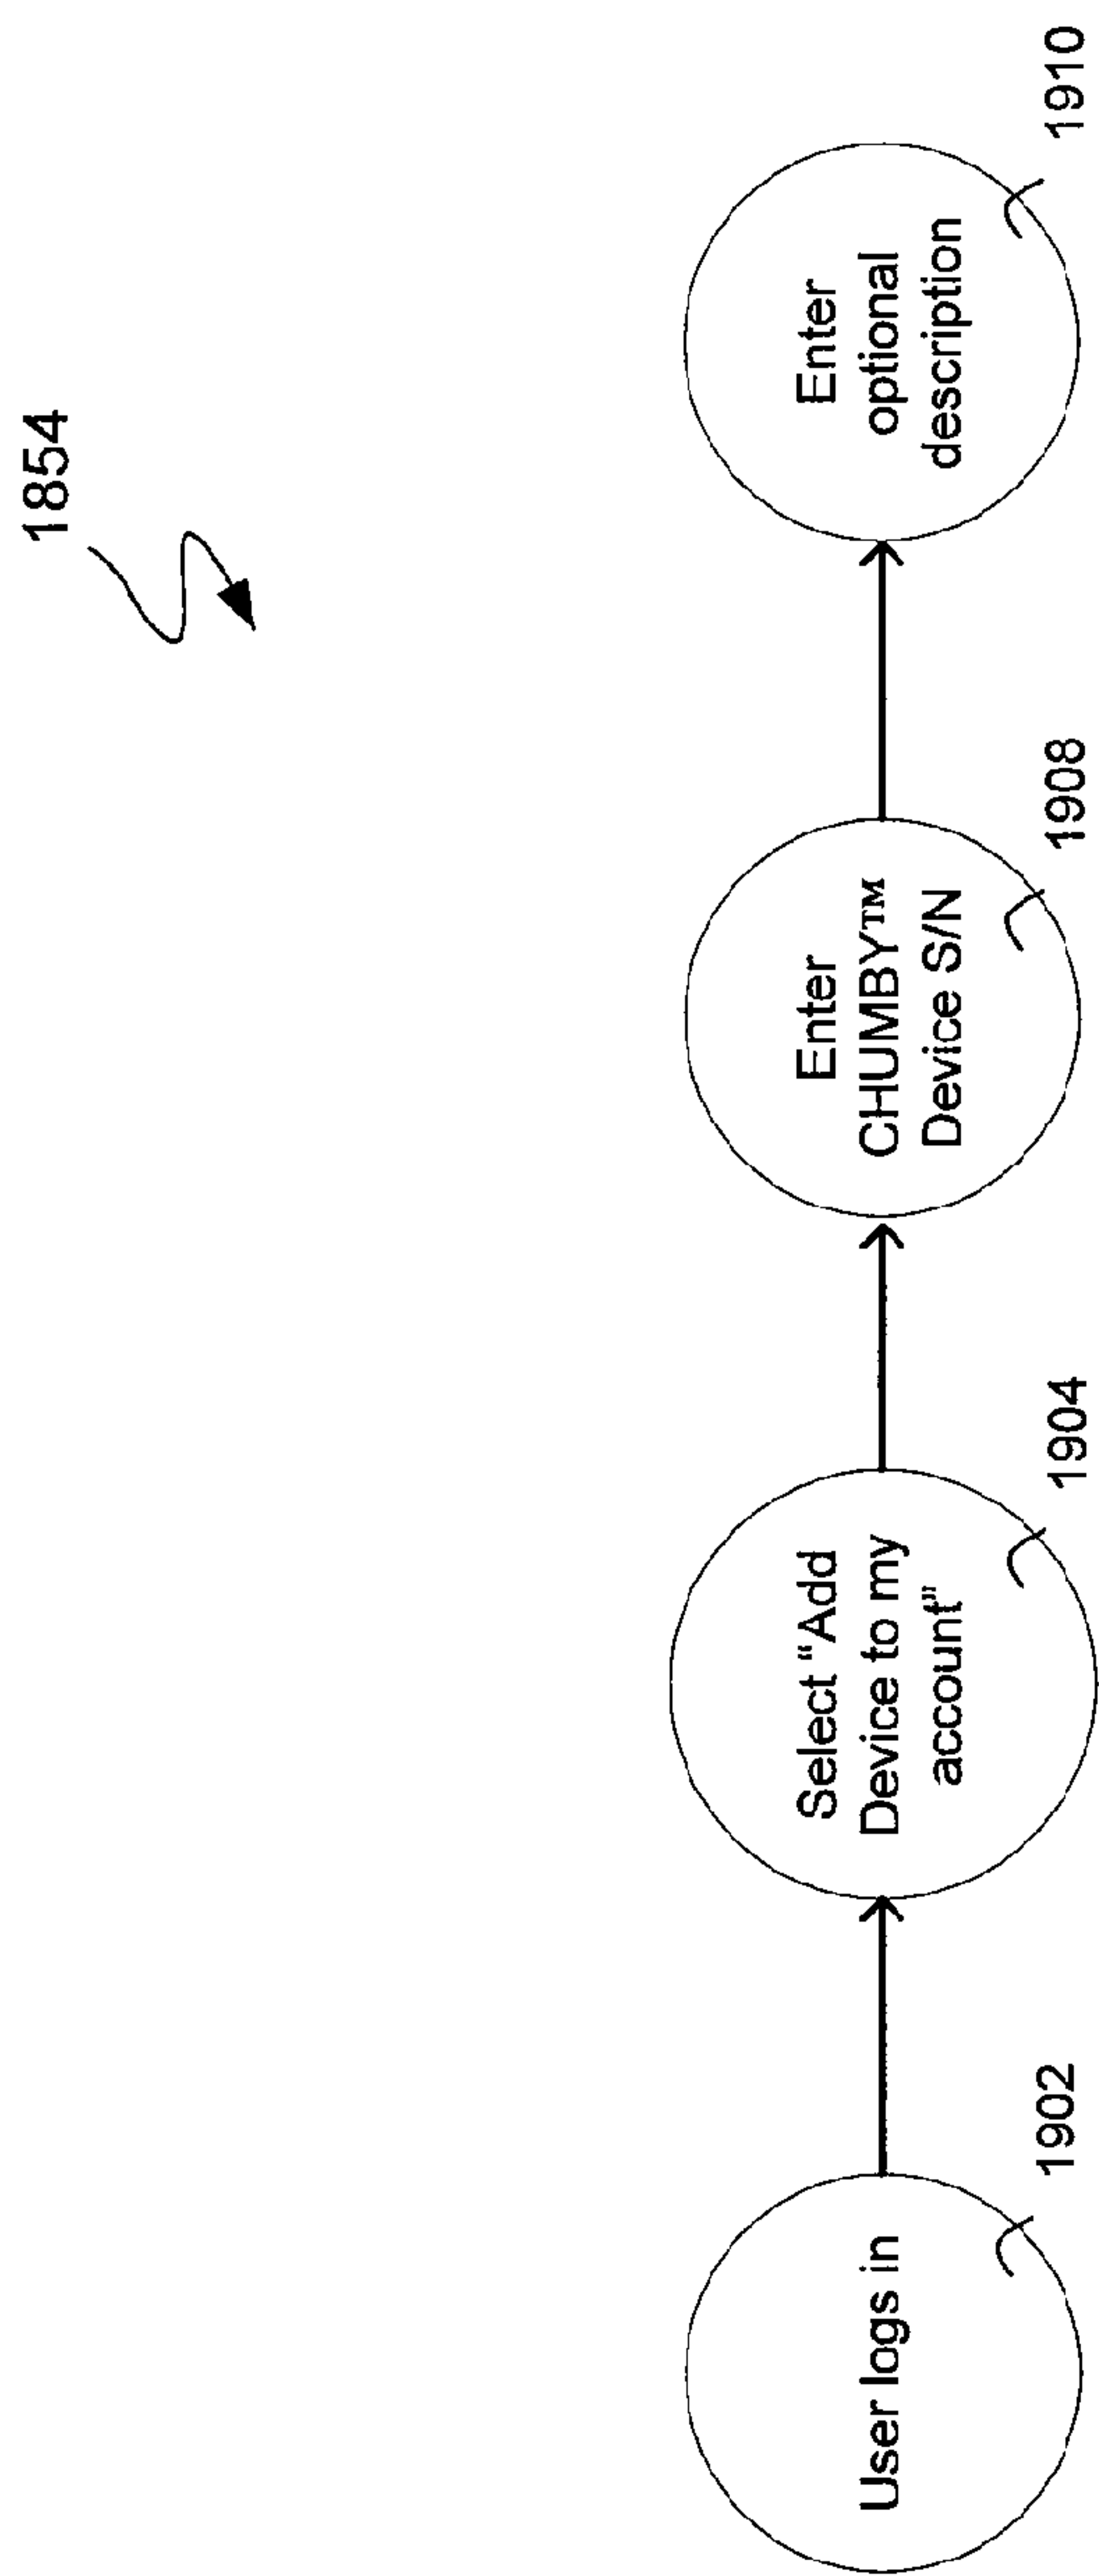 1854
User logs in
1902
Select “Add
Device to my
account”
1904
Enter
CHUMBY™
Device S/N
1908
Enter
optional
description
1910